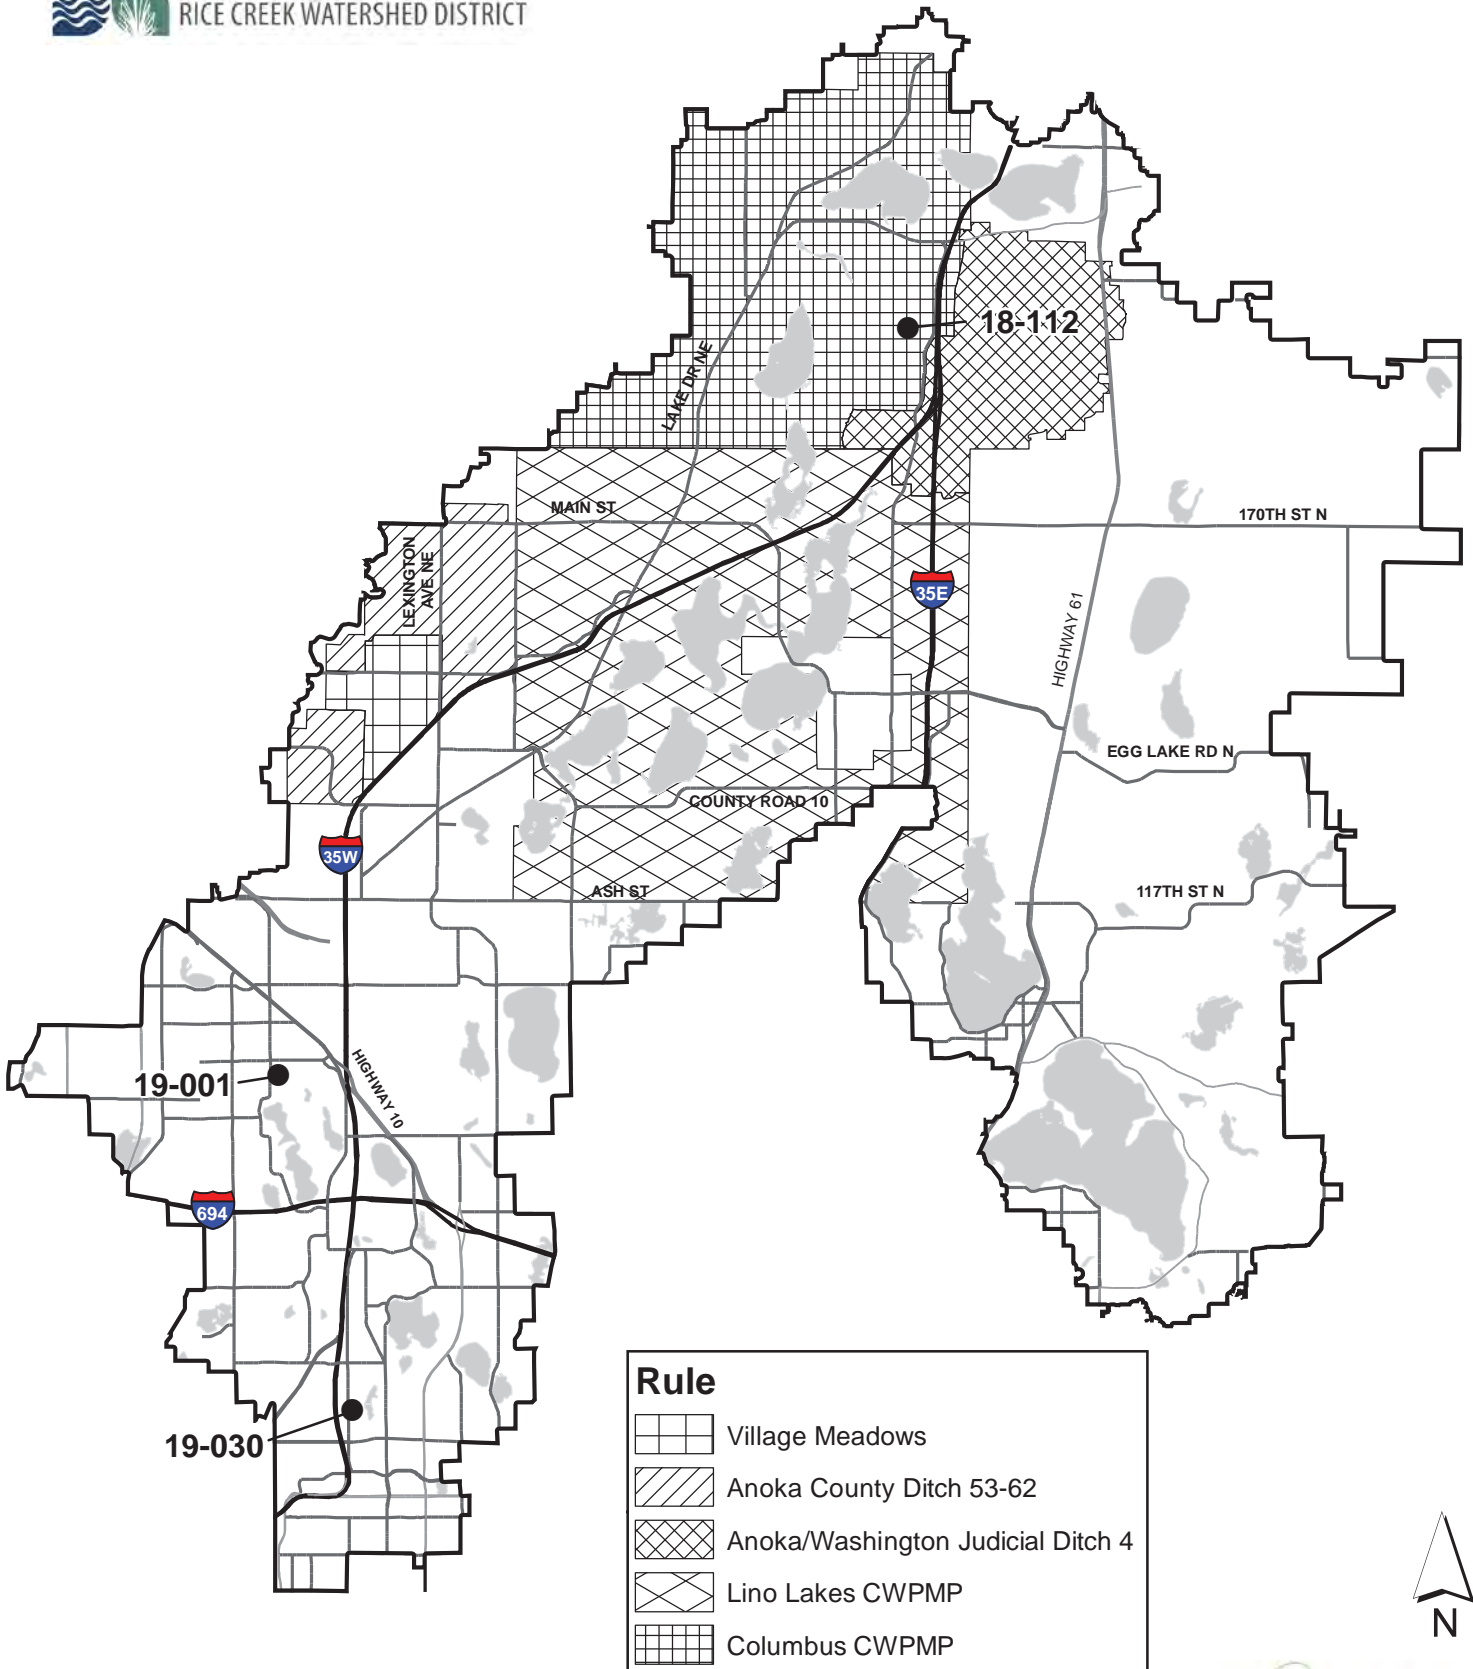 RICE CREEK WATERSHED DISTRICT
18-112
LAKE DR NE
MAIN ST
170TH ST N
LEXINGTON
AVE NE
35E
HIGHWAY 61
EGG LAKE RD N
COUNTY ROAD 10
35W
ASH ST
117TH ST N
HIGHWAY 10
19-001
694
19-030
Rule
Village Meadows
Anoka County Ditch 53-62
Anoka/Washington Judicial Ditch 4
Lino Lakes CWPMP
Columbus CWPMP
N